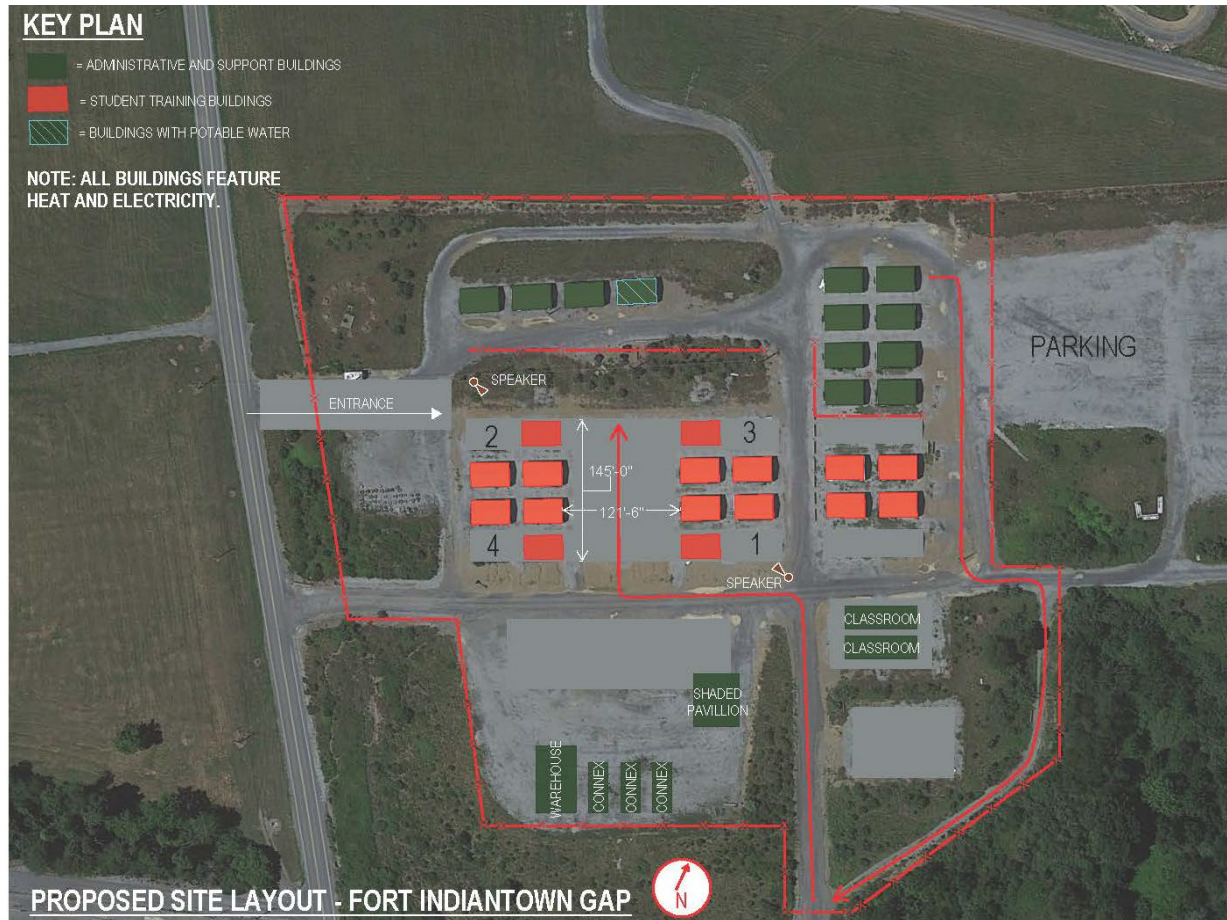 KEY PLAN
= ADMINISTRATIVE AND SUPPORT BUILDINGS
= STUDENT TRAINING BUILDINGS
= BUILDINGS WITH POTABLE WATER
NOTE: ALL BUILDINGS FEATURE
HEAT AND ELECTRICITY.
PARKING
SPEAKER
ENTRANCE
2
3
145'-0"
121'-6"
4
1
SPEAKER
CLASSROOM
CLASSROOM
SHADED
PAVILLION
WAREHOUSE
CONNEX
CONNEX
CONNEX
PROPOSED SITE LAYOUT - FORT INDIANTOWN GAP
N